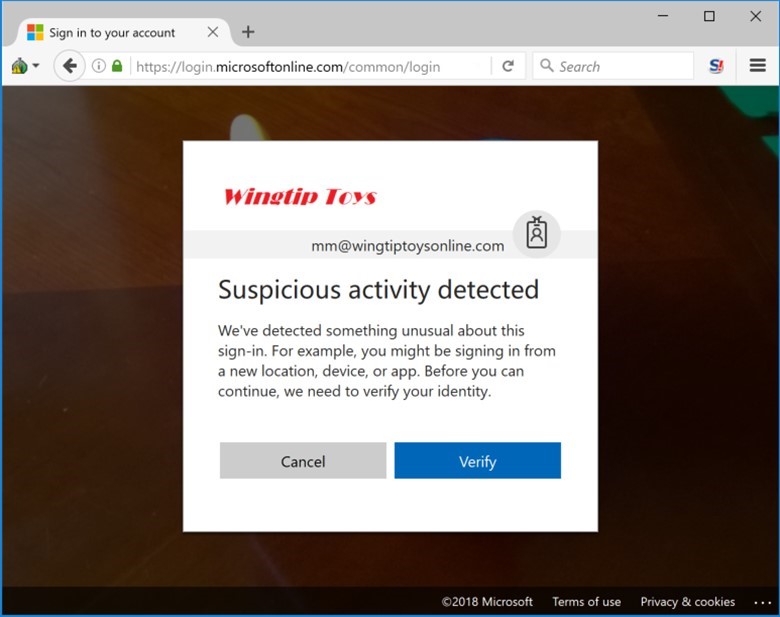 Sign in to your account
https://login.microsoftonline.com/common/login
Search
S!
Wingtip Toys
mm@wingtiptoysonline.com
Suspicious activity detected
We've detected something unusual about this
sign-in. For example, you might be signing in from
a new location, device, or app. Before you can
continue, we need to verify your identity.
Cancel Verify
©2018 Microsoft Terms of use Privacy & cookies ...